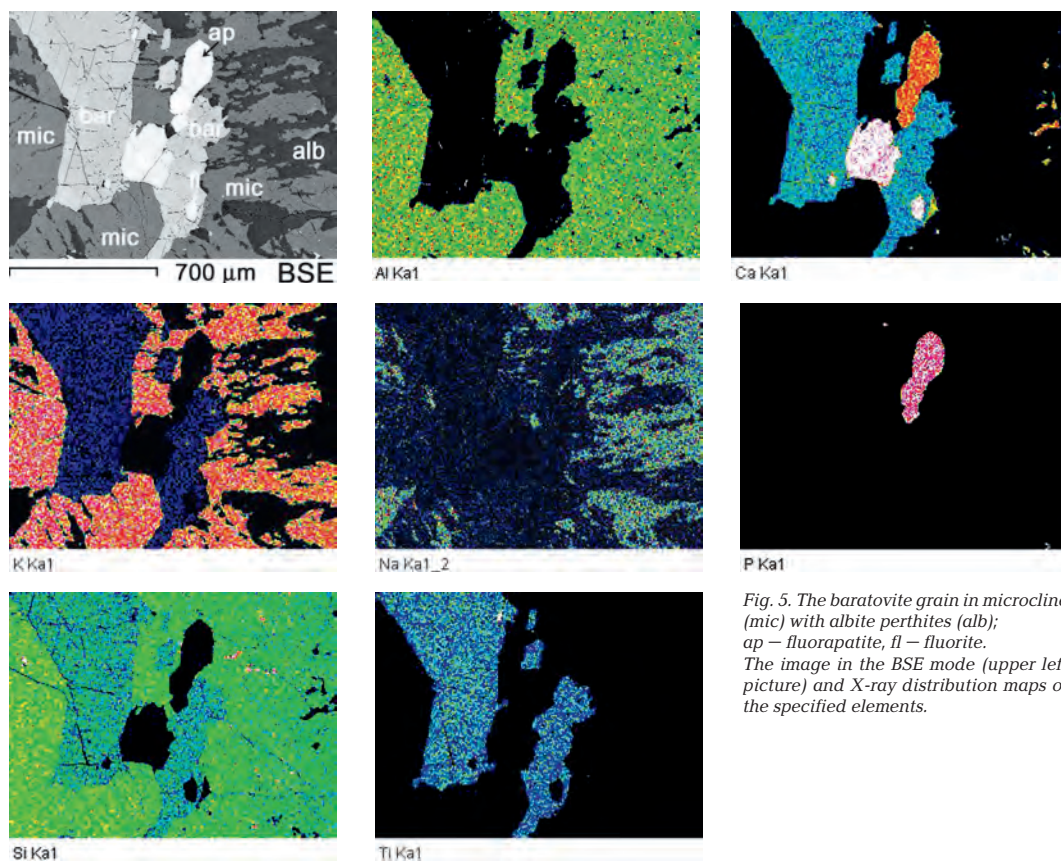 ap
bar
bar
mic
alb
mic
mic
700 µm BSE
Al Ka1
Ca Ka1
K Ka1
Na Ka1_2
P Ka1
Si Ka1
Ti Ka1
Fig. 5. The baratovite grain in microcline
(mic) with albite perthites (alb);
ap — fluorapatite, fl — fluorite.
The image in the BSE mode (upper lef
picture) and X-ray distribution maps o
the specified elements.